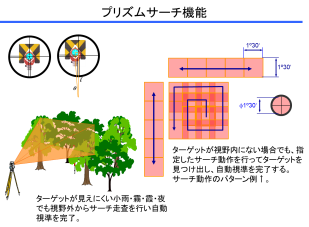 プリズムサーチ機能
1°30′
1°30′
φ1°30′
ターゲットが視野内にない場合でも、指
定したサーチ動作を行ってターゲットを
見つけ出し、自動視準を完了する。
サーチ動作のパターン例↑。
ターゲットが見えにくい小雨・霧・霞・夜
でも視野外からサーチ走査を行い自動
視準を完了。